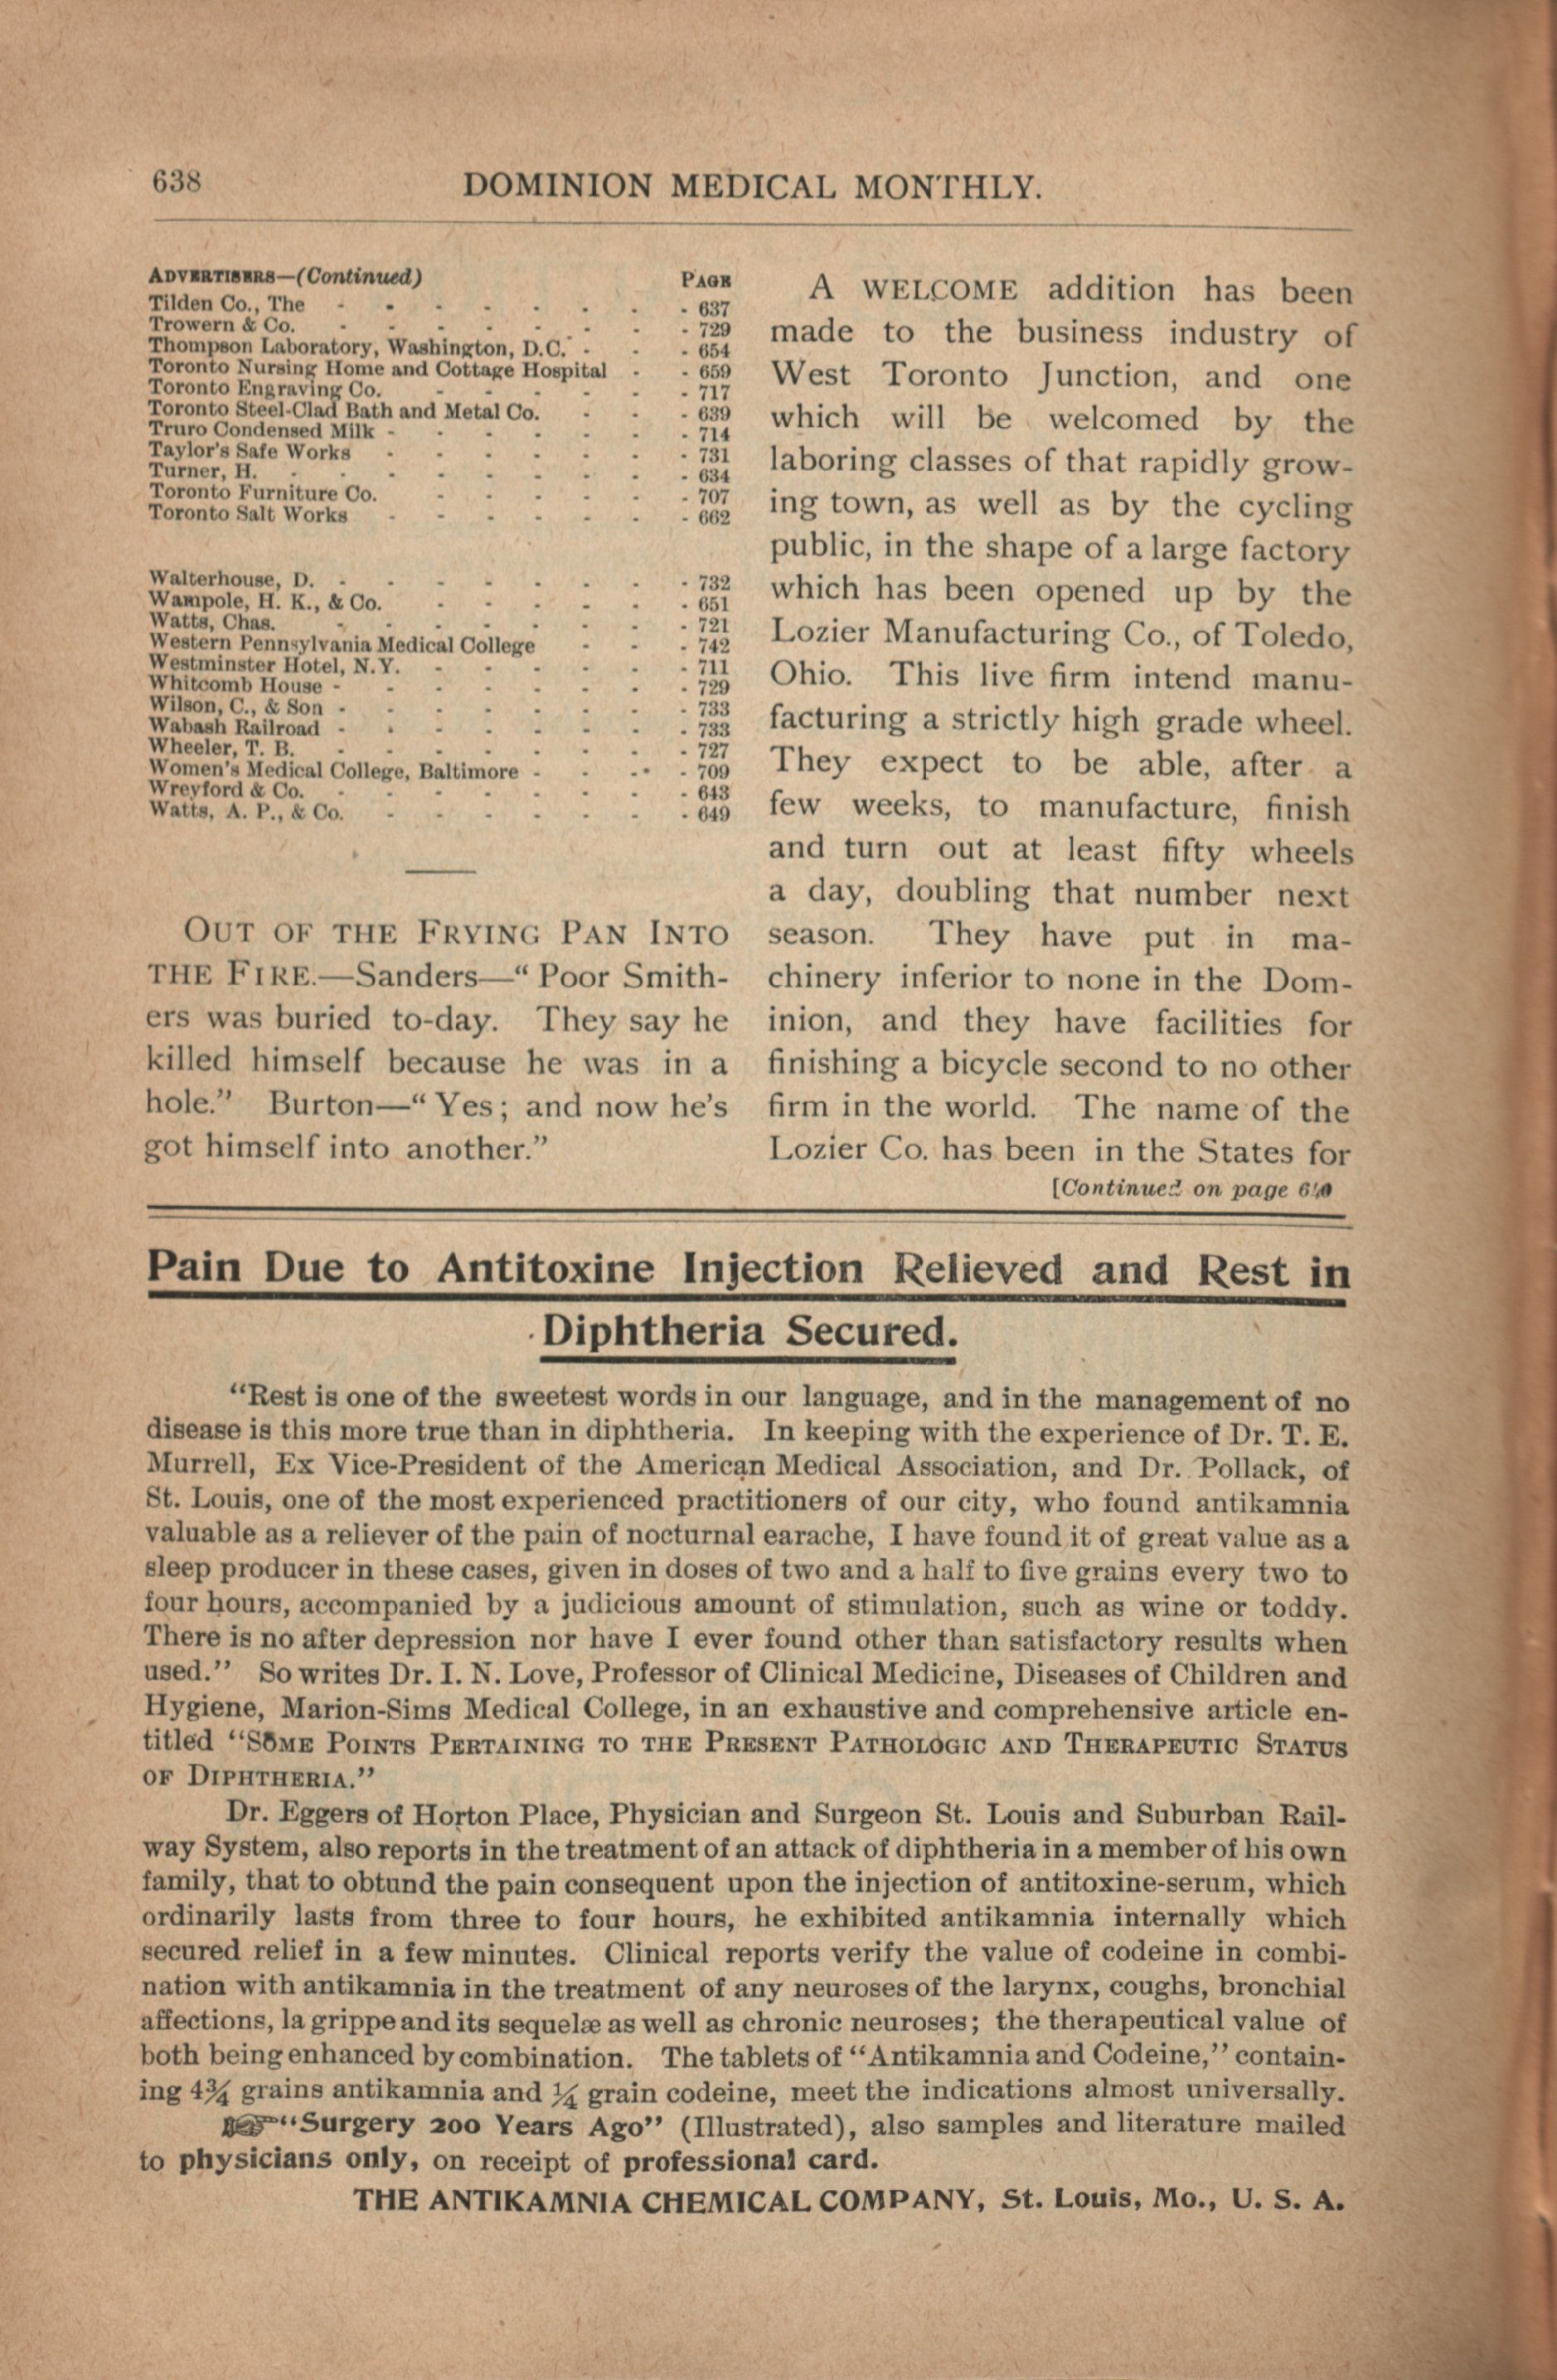 638
DOMINION MEDICAL MONTHLY.
ADVERTISERS—(Continued) PAGE
Tilden Co., The - - - - - - - - 637
Trowern & Co. - - - - - - - - 729
Thompson Laboratory, Washington, D.C. - - - 654
Toronto Nursing Home and Cottage Hospital - - 659
Toronto Engraving Co. - - - - - - 717
Toronto Steel-Clad Bath and Metal Co. - - - 639
Truro Condensed Milk - - - - - - - 714
Taylor's Safe Works - - - - - - - 731
Turner, H. - - - - - - - - - 634
Toronto Furniture Co. - - - - - - 707
Toronto Salt Works - - - - - - - 662
Walterhouse, D. - - - - - - - - 732
Wampole, H. K., & Co. - - - - - - 651
Watts, Chas. - - - - - - - - 721
Western Pennsylvania Medical College - - - 742
Westminster Hotel, N.Y. - - - - - - 711
Whitcomb House - - - - - - - - 729
Wilson, C., & Son - - - - - - - - 733
Wabash Railroad - - - - - - - - 733
Wheeler, T. B. - - - - - - - - 727
Women's Medical College, Baltimore - - - - 709
Wreyford & Co. - - - - - - - - 643
Watts, A. P., & Co. - - - - - - - 649
OUT OF THE FRYING PAN INTO
THE FIRE.—Sanders—“ Poor Smith-
ers was buried to-day. They say he
killed himself because he was in a
hole.” Burton—“ Yes; and now he's
got himself into another.”
A WELCOME addition has been
made to the business industry of
West Toronto Junction, and one
which will be welcomed by the
laboring classes of that rapidly grow-
ing town, as well as by the cycling
public, in the shape of a large factory
which has been opened up by the
Lozier Manufacturing Co., of Toledo,
Ohio. This live firm intend manu-
facturing a strictly high grade wheel.
They expect to be able, after a
few weeks, to manufacture, finish
and turn out at least fifty wheels
a day, doubling that number next
season. They have put in ma-
chinery inferior to none in the Dom-
inion, and they have facilities for
finishing a bicycle second to no other
firm in the world. The name of the
Lozier Co. has been in the States for
[Continued on page
Pain Due to Antitoxine Injection Relieved and Rest in
Diphtheria Secured.
“Rest is one of the sweetest words in our language, and in the management of no
disease is this more true than in diphtheria. In keeping with the experience of Dr. T. E.
Murrell, Ex Vice-President of the American Medical Association, and Dr. Pollack, of
St. Louis, one of the most experienced practitioners of our city, who found antikamnia
valuable as a reliever of the pain of nocturnal earache, I have found it of great value as a
sleep producer in these cases, given in doses of two and a half to five grains every two to
four hours, accompanied by a judicious amount of stimulation, such as wine or toddy.
There is no after depression nor have I ever found other than satisfactory results when
used.” So writes Dr. I. N. Love, Professor of Clinical Medicine, Diseases of Children and
Hygiene, Marion-Sims Medical College, in an exhaustive and comprehensive article en-
titled “SOME POINTS PERTAINING TO THE PRESENT PATHOLOGIC AND THERAPEUTIC STATUS
OF DIPHTHERIA.”
Dr. Eggers of Horton Place, Physician and Surgeon St. Louis and Suburban Rail-
way System, also reports in the treatment of an attack of diphtheria in a member of his own
family, that to obtund the pain consequent upon the injection of antitoxine-serum, which
ordinarily lasts from three to four hours, he exhibited antikamnia internally which
secured relief in a few minutes. Clinical reports verify the value of codeine in combi-
nation with antikamnia in the treatment of any neuroses of the larynx, coughs, bronchial
affections, la grippe and its sequelæ as well as chronic neuroses; the therapeutical value of
both being enhanced by combination. The tablets of “Antikamnia and Codeine,” contain-
ing 4¾ grains antikamnia and ¼ grain codeine, meet the indications almost universally.
☞“Surgery 200 Years Ago” (Illustrated), also samples and literature mailed
to physicians only, on receipt of professional card.
THE ANTIKAMNIA CHEMICAL COMPANY, St. Louis, Mo., U. S. A.